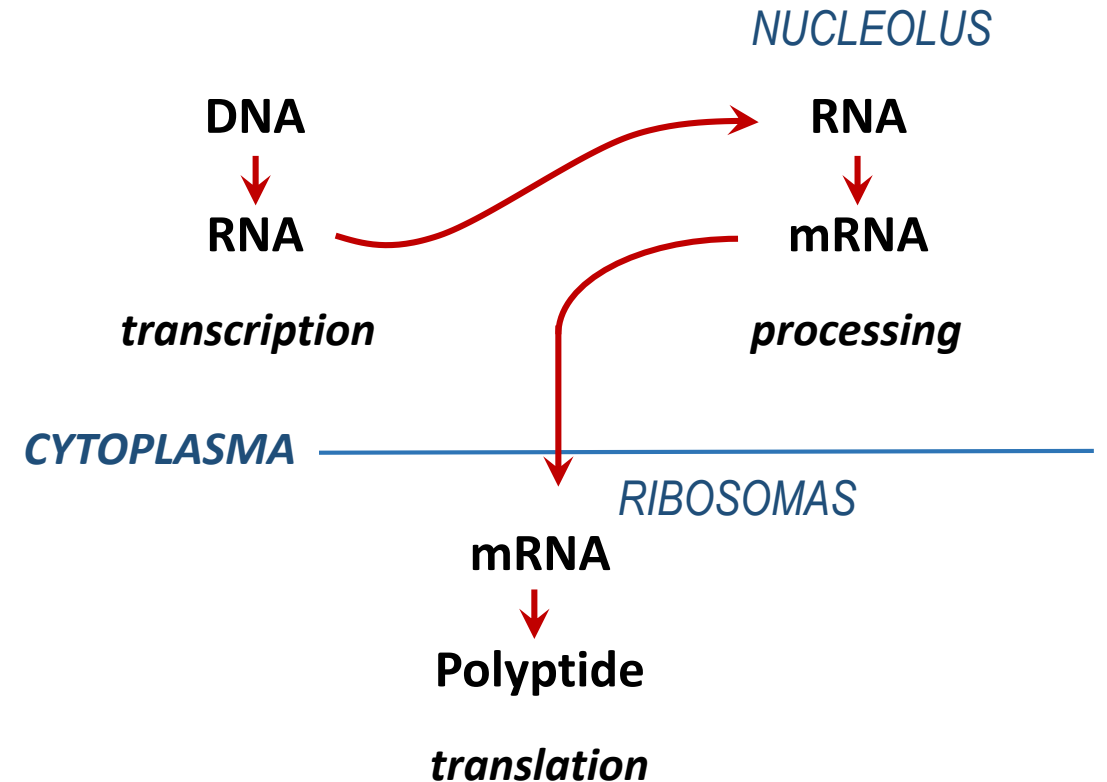 NUCLEOLUS
DNA
RNA
RNA
mRNA
transcription
processing
CYTOPLASMA
RIBOSOMAS
mRNA
Polyptide
translation